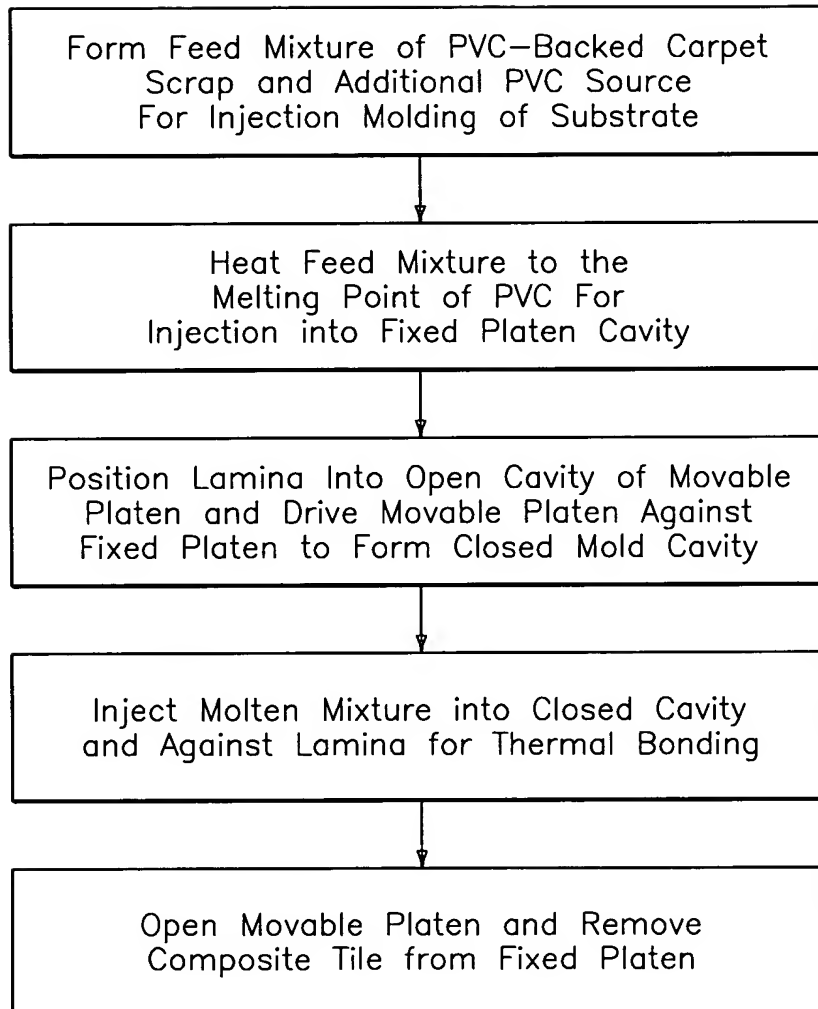 Form Feed Mixture of PVC-Backed Carpet
Scrap and Additional PVC Source
For Injection Molding of Substrate
Heat Feed Mixture to the
Melting Point of PVC For
Injection into Fixed Platen Cavity
Position Lamina Into Open Cavity of Movable
Platen and Drive Movable Platen Against
Fixed Platen to Form Closed Mold Cavity
Inject Molten Mixture into Closed Cavity
and Against Lamina for Thermal Bonding
Open Movable Platen and Remove
Composite Tile from Fixed Platen